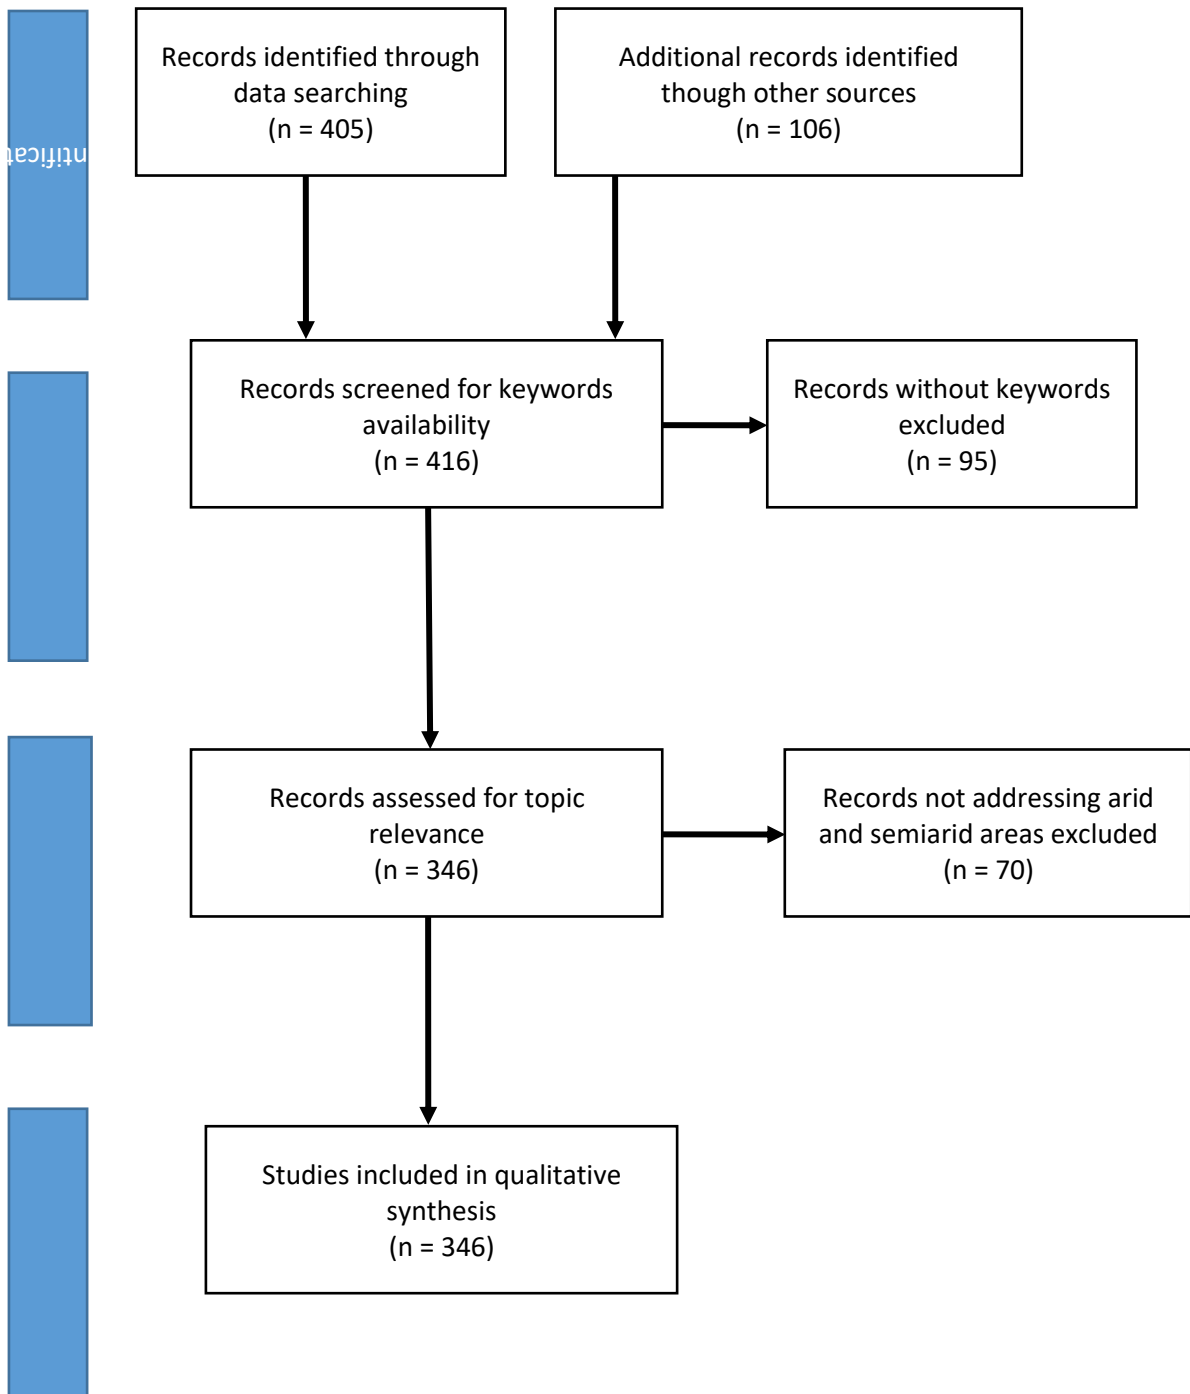 Records identified through
data searching
(n = 405)
Additional records identified
though other sources
(n = 106)
ntificat
Records screened for keywords
availability
(n = 416)
Records without keywords
excluded
(n = 95)
Records assessed for topic
relevance
(n = 346)
Records not addressing arid
and semiarid areas excluded
(n = 70)
Studies included in qualitative
synthesis
(n = 346)